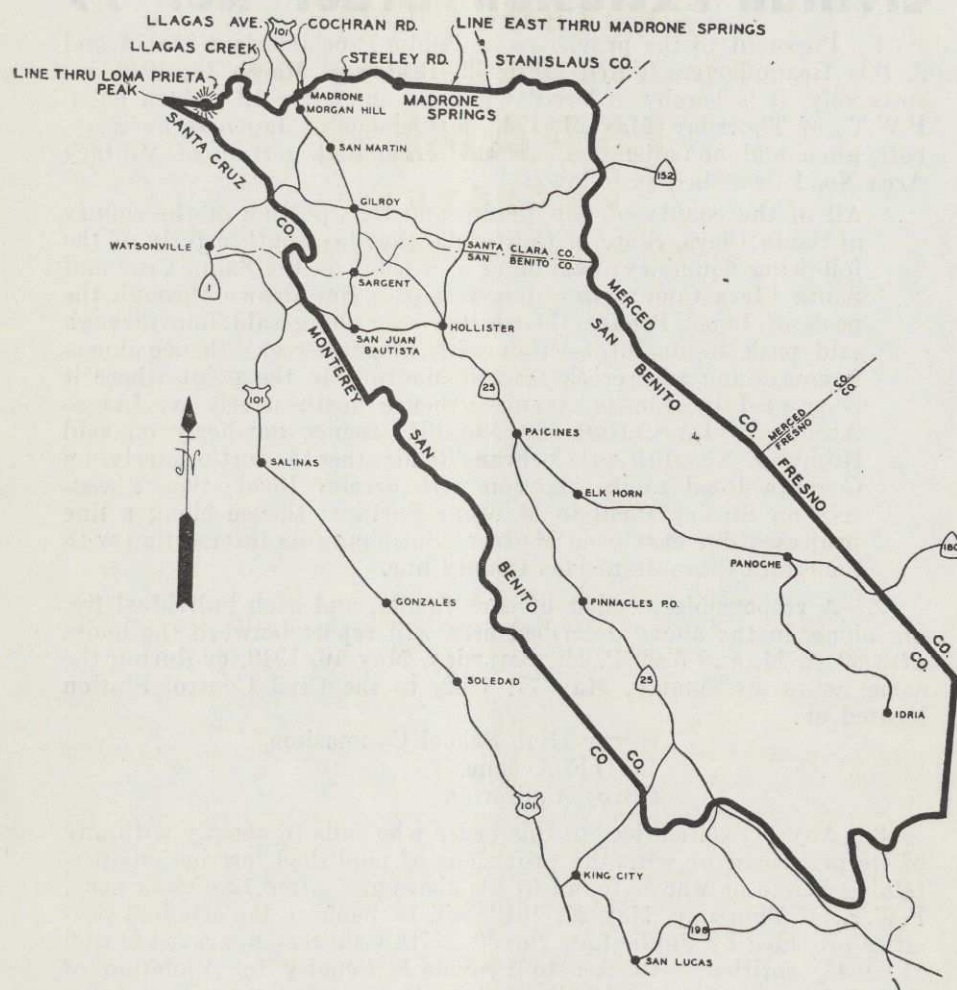 LLAGAS AVE.
101
COCHRAN RD.
LINE EAST THRU MADRONE SPRINGS
LLAGAS CREEK
STEELEY RD.
STANISLAUS CO.
LINE THRU LOMA PRIETA
PEAK
MADRONE
MORGAN HILL
MADRONE
SPRINGS
SANTA CRUZ CO.
SAN MARTIN
152
GILROY
WATSONVILLE
1
SANTA CLARA CO.
SAN BENITO CO.
SARGENT
SAN JUAN
BAUTISTA
HOLLISTER
MERCED CO.
SAN BENITO CO.
MONTEREY CO.
SAN BENITO CO.
101
25
MERCED CO.
FRESNO CO.
FRESNO CO.
SALINAS
PAICINES
ELK HORN
PANOCHE
180
GONZALES
PINNACLES P.O.
SOLEDAD
25
IDRIA
101
KING CITY
198
SAN LUCAS